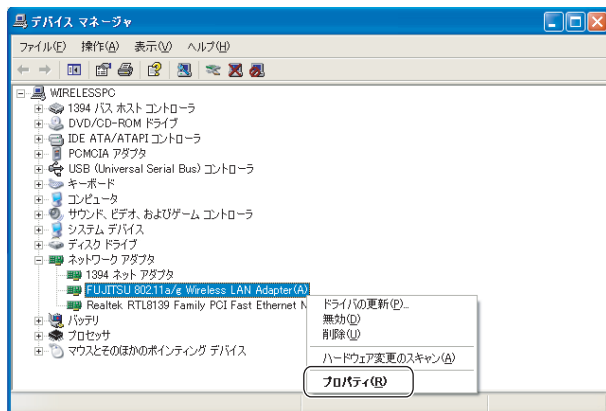 デバイス マネージャ
ファイル(F) 操作(A) 表示(V) ヘルプ(H)
WIRELESSPC
1394 バス ホスト コントローラ
DVD/CD-ROM ドライブ
IDE ATA/ATAPI コントローラ
PCMCIA アダプタ
USB (Universal Serial Bus) コントローラ
キーボード
コンピュータ
サウンド、ビデオ、およびゲーム コントローラ
システム デバイス
ディスク ドライブ
ネットワーク アダプタ
1394 ネット アダプタ
FUJITSU 802.11a/g Wireless LAN Adapter(A)
Realtek RTL8139 Family PCI Fast Ethernet N
バッテリ
プロセッサ
マウスとそのほかのポインティング デバイス
ドライバの更新(P)...
無効(D)
削除(U)
ハードウェア変更のスキャン(A)
プロパティ(R)